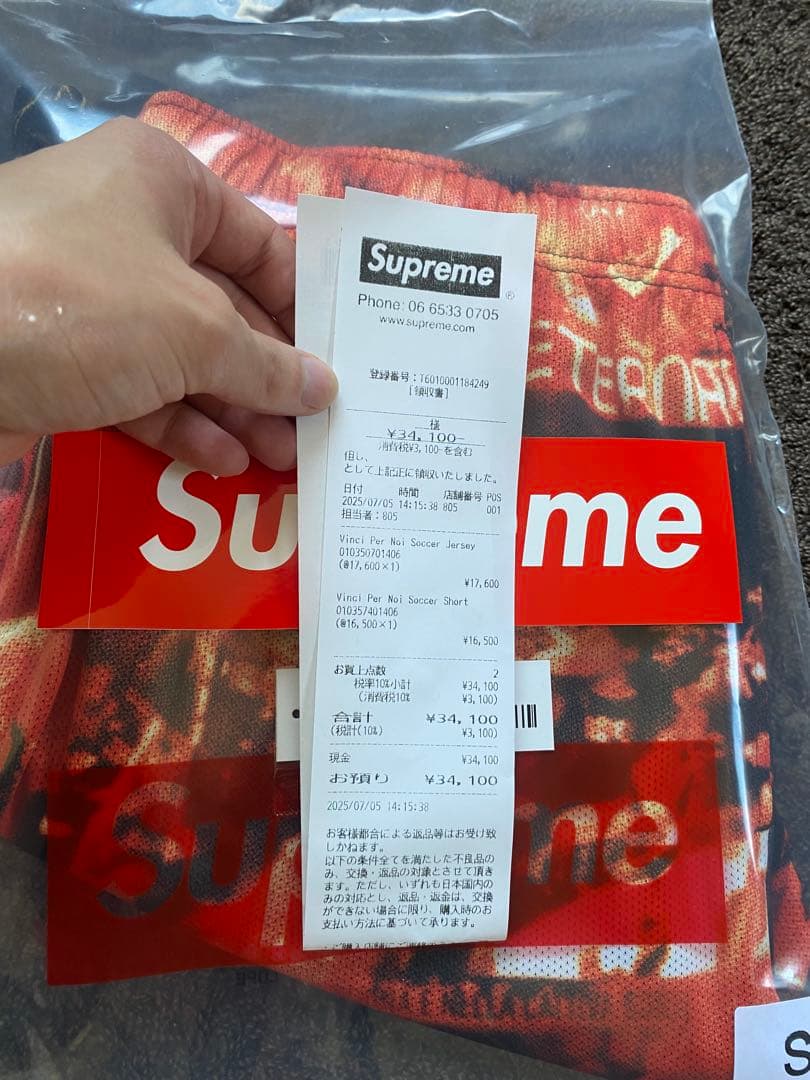 Supreme
®
Phone: 06 6533 0705
www.supreme.com
登録番号:T6010001184249
[領収書]
様
¥34,100-
消費税¥3,100-を含む
但し、
として上記正に領収いたしました。
日付 時間 店舗番号 POS
2025/07/05 14:15:38 805 001
担当者:805
Vinci Per Noi Soccer Jersey
010350701406
(@17,600×1)
¥17,600
Vinci Per Noi Soccer Short
010357401406
(@16,500×1)
¥16,500
お買上点数 2
税率10%小計 ¥34,100
(消費税10% ¥3,100)
合計 ¥34,100
(税計(10%) ¥3,100)
現金 ¥34,100
お預り ¥34,100
2025/07/05 14:15:38
お客様都合による返品等はお受け致
しかねます。
以下の条件全てを満たした不良品の
み、交換・返品の対象とさせて頂き
ます。ただし、いずれも日本国内の
みの対応とし、返品・返金は、交換
ができない場合に限り、購入時のお
支払い方法に基づいて承ります。
Su me
Su me
S